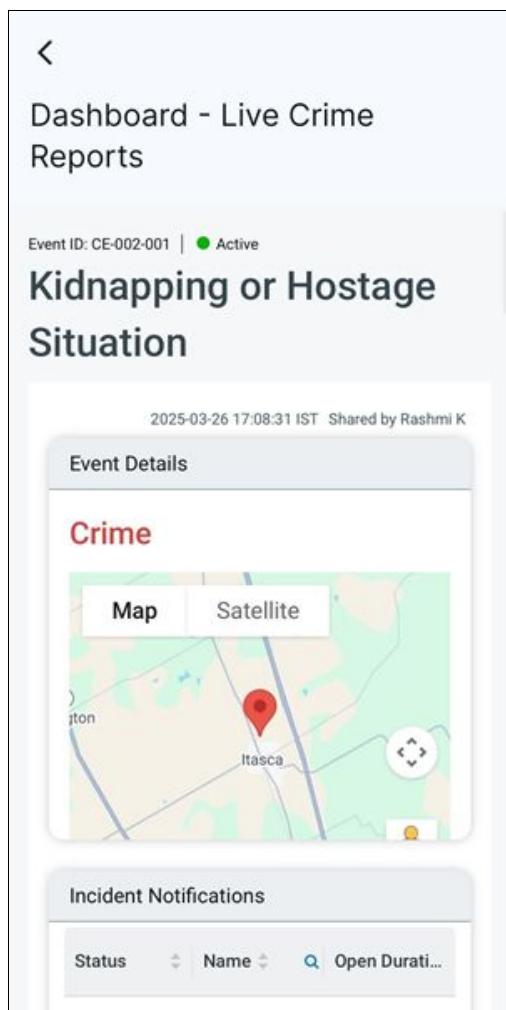 Dashboard - Live Crime
Reports
Event ID: CE-002-001 | Active
Kidnapping or Hostage
Situation
2025-03-26 17:08:31 IST Shared by Rashmi K
Event Details
Crime
Map Satellite
gton
Itasca
Incident Notifications
Status Name Open Durati...